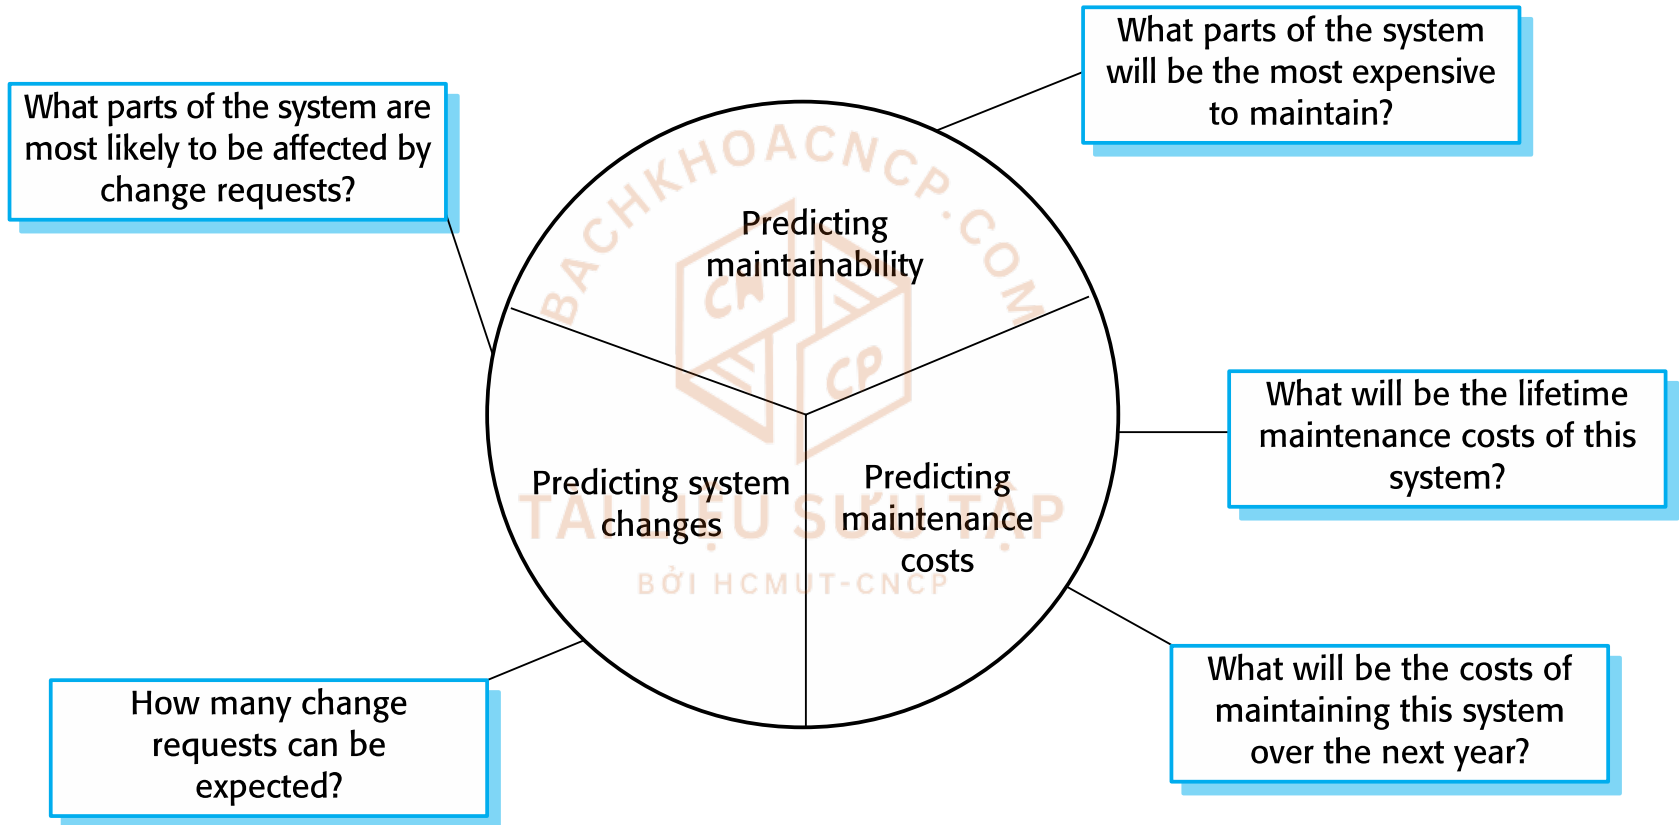 What parts of the system
will be the most expensive
to maintain?
What parts of the system are
most likely to be affected by
change requests?
BACHKHOACNCP.COM
Predicting
maintainability
CN
CP
What will be the lifetime
maintenance costs of this
system?
Predicting system
changes
Predicting
maintenance
costs
TÀI LIỆU SƯU TẬP
BỞI HCMUT-CNCP
How many change
requests can be
expected?
What will be the costs of
maintaining this system
over the next year?